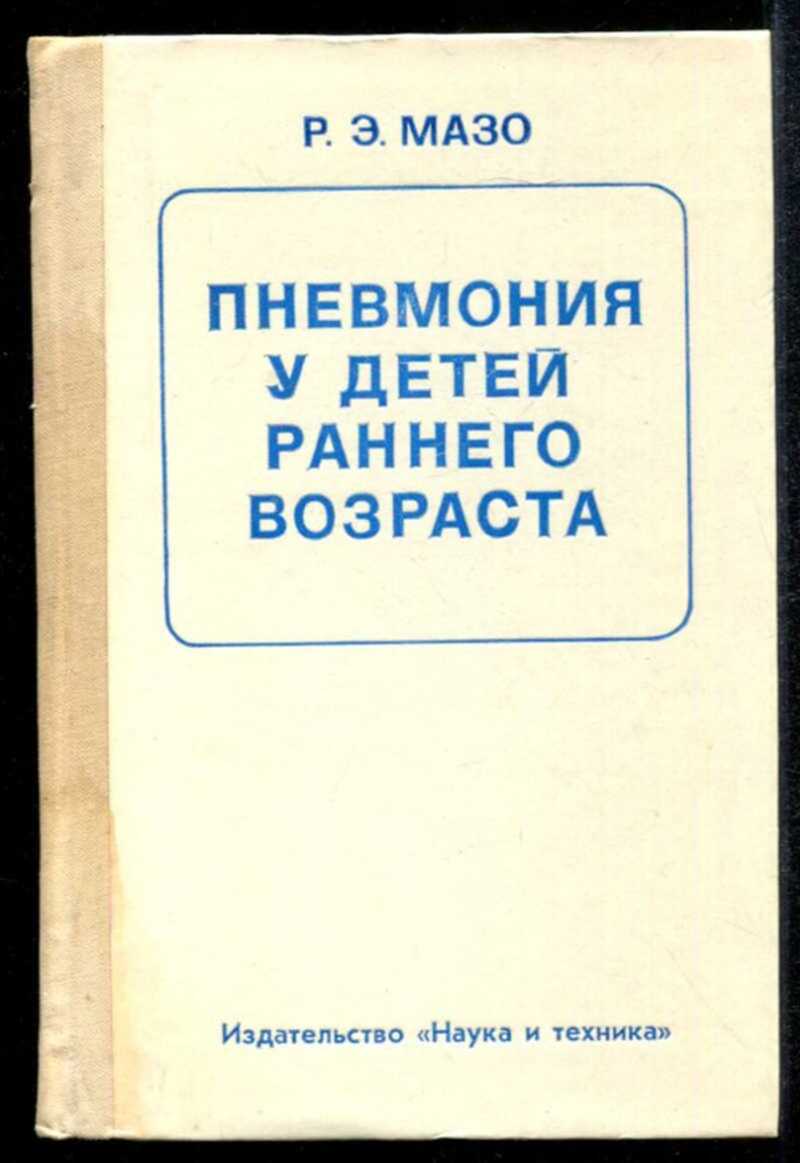 Р. Э. МАЗО
ПНЕВМОНИЯ
У ДЕТЕЙ
РАННЕГО
ВОЗРАСТА
Издательство «Наука и техника»